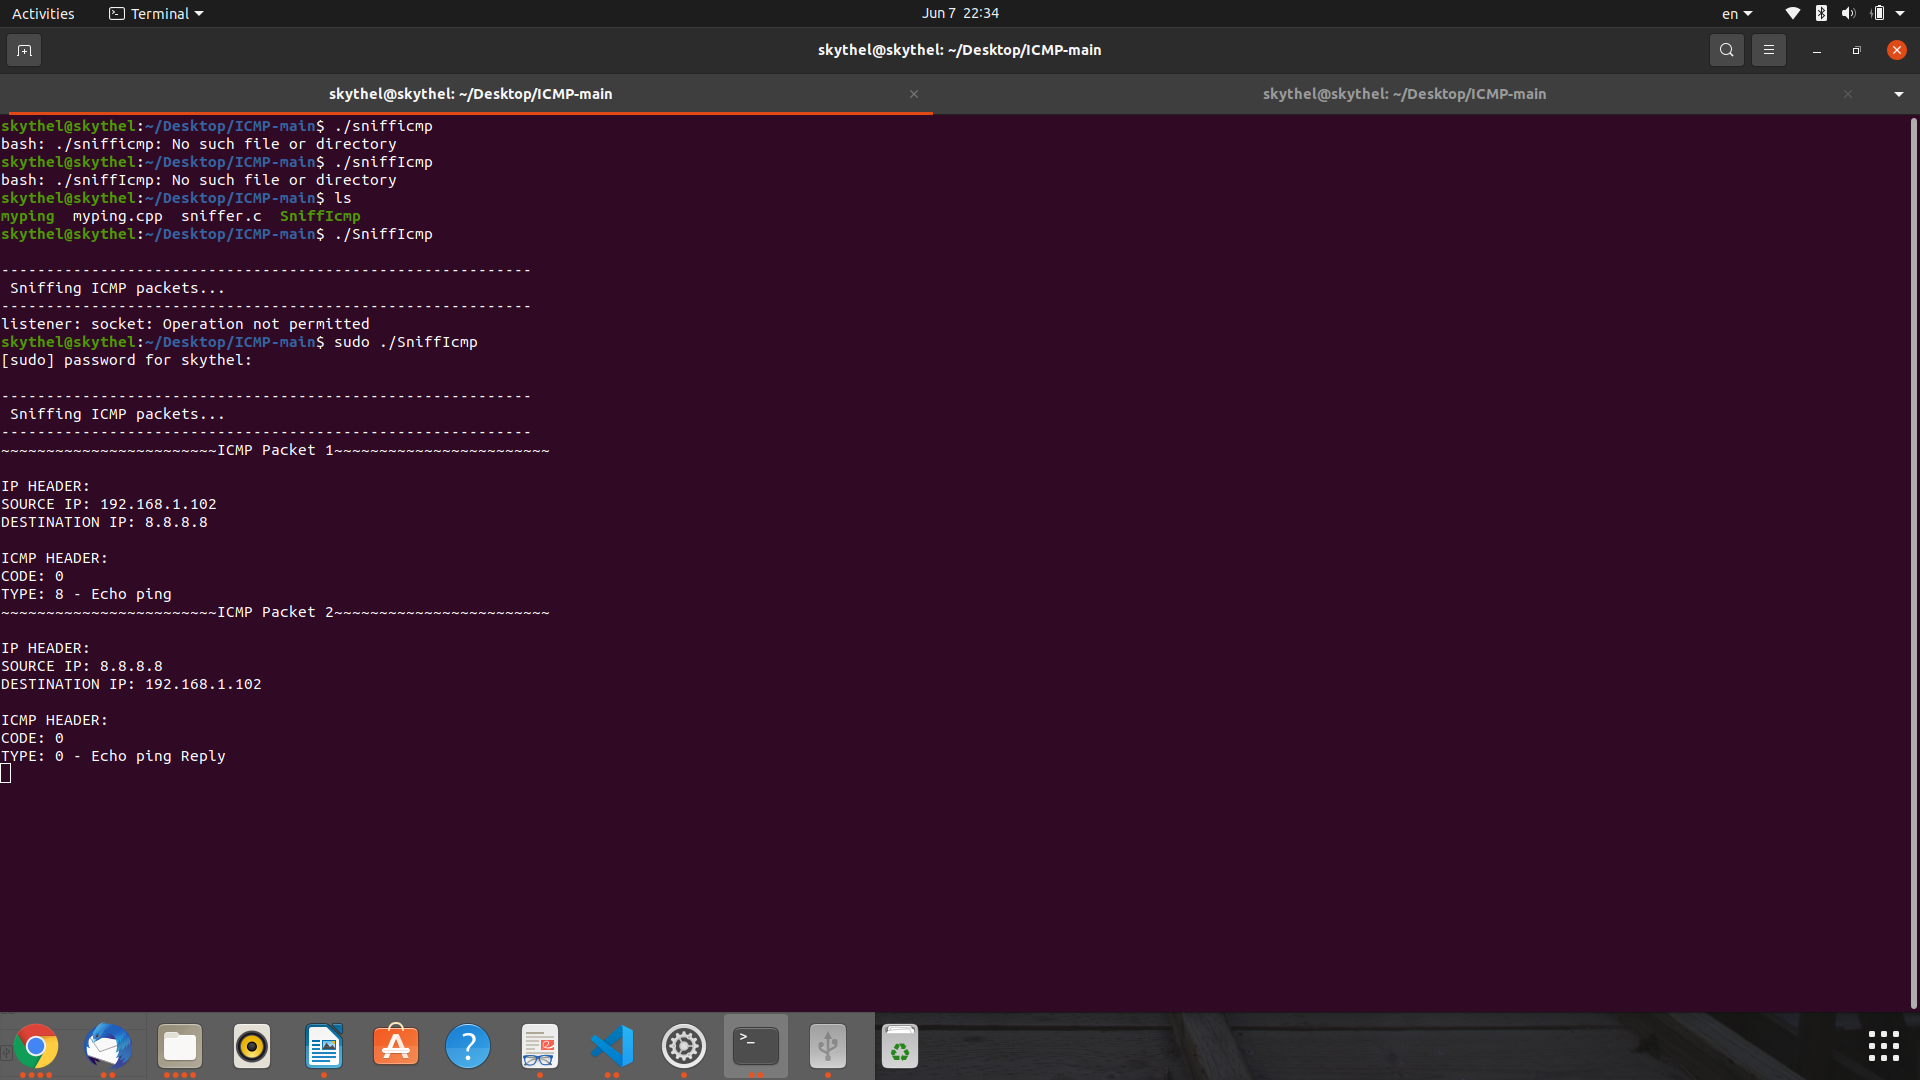 Activities
Terminal
Jun 7 22:34
en
skythel@skythel: ~/Desktop/ICMP-main
skythel@skythel: ~/Desktop/ICMP-main
skythel@skythel: ~/Desktop/ICMP-main
skythel@skythel:~/Desktop/ICMP-main$ ./snifficmp
bash: ./snifficmp: No such file or directory
skythel@skythel:~/Desktop/ICMP-main$ ./sniffIcmp
bash: ./sniffIcmp: No such file or directory
skythel@skythel:~/Desktop/ICMP-main$ ls
myping  myping.cpp  sniffer.c  SniffIcmp
skythel@skythel:~/Desktop/ICMP-main$ ./SniffIcmp
-----------------------------------------------------------
Sniffing ICMP packets...
-----------------------------------------------------------
listener: socket: Operation not permitted
skythel@skythel:~/Desktop/ICMP-main$ sudo ./SniffIcmp
[sudo] password for skythel:
-----------------------------------------------------------
Sniffing ICMP packets...
-----------------------------------------------------------
~~~~~~~~~~~~~~~~~~~~~~~~ICMP Packet 1~~~~~~~~~~~~~~~~~~~~~~~~
IP HEADER:
SOURCE IP: 192.168.1.102
DESTINATION IP: 8.8.8.8
ICMP HEADER:
CODE: 0
TYPE: 8 - Echo ping
~~~~~~~~~~~~~~~~~~~~~~~~ICMP Packet 2~~~~~~~~~~~~~~~~~~~~~~~~
IP HEADER:
SOURCE IP: 8.8.8.8
DESTINATION IP: 192.168.1.102
ICMP HEADER:
CODE: 0
TYPE: 0 - Echo ping Reply